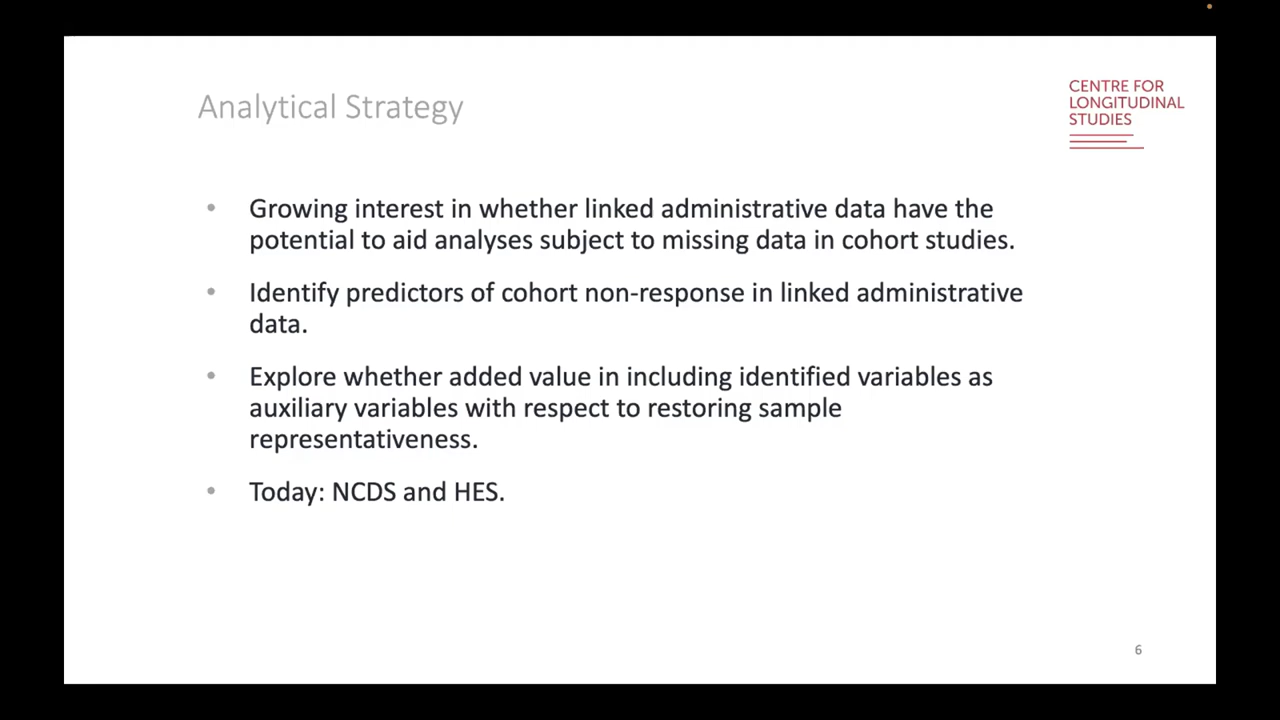 Analytical Strategy
CENTRE FOR
LONGITUDINAL
STUDIES
• Growing interest in whether linked administrative data have the
potential to aid analyses subject to missing data in cohort studies.
• Identify predictors of cohort non-response in linked administrative
data.
• Explore whether added value in including identified variables as
auxiliary variables with respect to restoring sample
representativeness.
• Today: NCDS and HES.
6